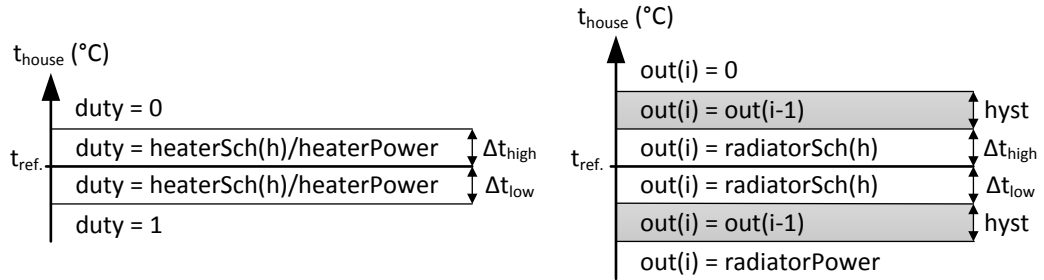 t_house (°C)
duty = 0
duty = heaterSch(h)/heaterPower
Δt_high
t_ref.
duty = heaterSch(h)/heaterPower
Δt_low
duty = 1
t_house (°C)
out(i) = 0
out(i) = out(i-1)
hyst
out(i) = radiatorSch(h)
Δt_high
t_ref.
out(i) = radiatorSch(h)
Δt_low
out(i) = out(i-1)
hyst
out(i) = radiatorPower